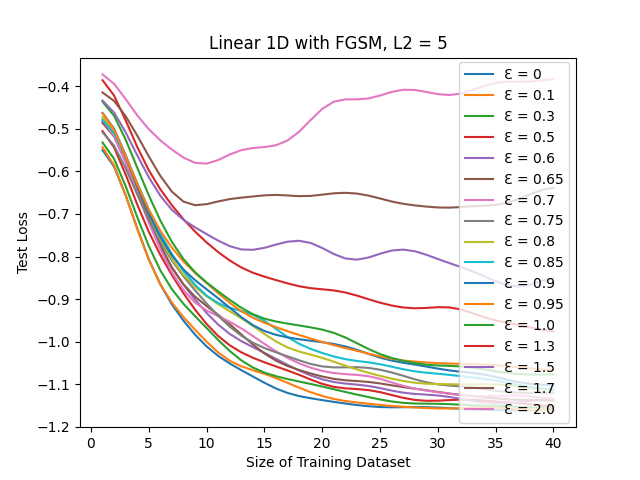 Linear 1D with FGSM, L2 = 5
Test Loss
−0.4
−0.5
−0.6
−0.7
−0.8
−0.9
−1.0
−1.1
−1.2
0
5
10
15
20
25
30
35
40
Size of Training Dataset
Ɛ = 0
Ɛ = 0.1
Ɛ = 0.3
Ɛ = 0.5
Ɛ = 0.6
Ɛ = 0.65
Ɛ = 0.7
Ɛ = 0.75
Ɛ = 0.8
Ɛ = 0.85
Ɛ = 0.9
Ɛ = 0.95
Ɛ = 1.0
Ɛ = 1.3
Ɛ = 1.5
Ɛ = 1.7
Ɛ = 2.0